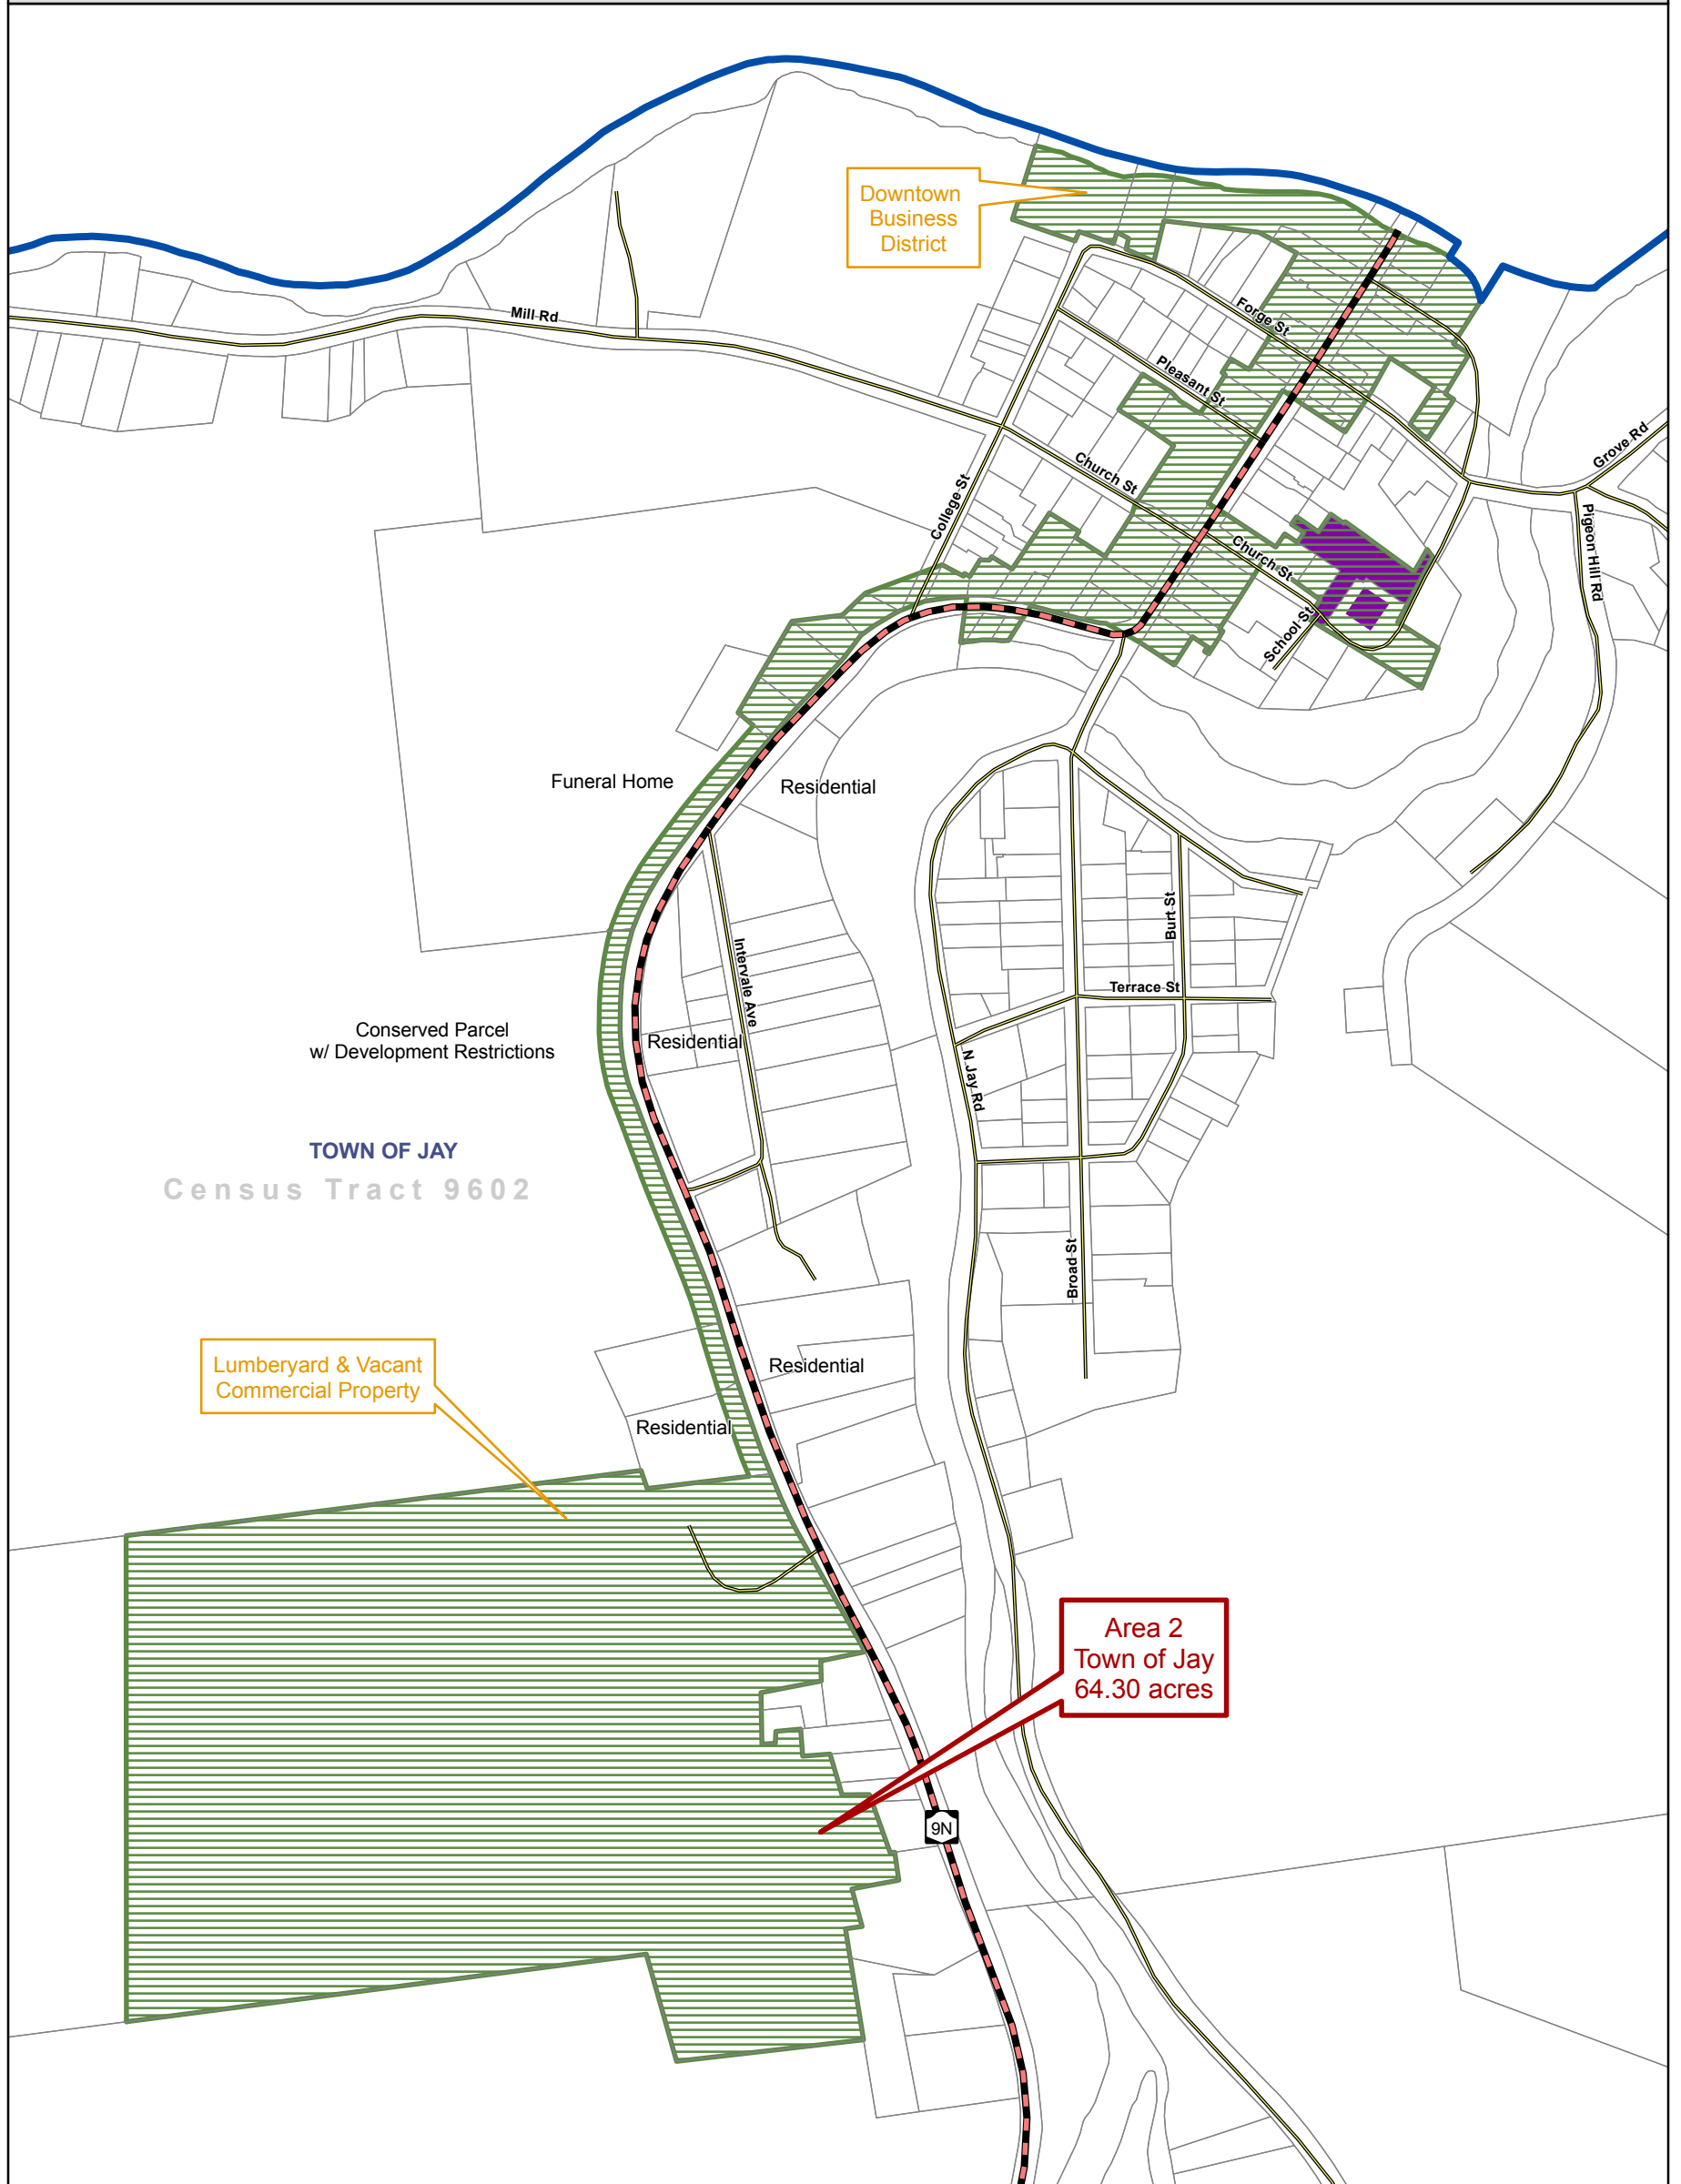 Downtown
Business
District
Mill Rd
Forge St
Pleasant St
Grove Rd
Church St
College St
Pigeon Hill Rd
Church St
School St
Funeral Home
Residential
Burt St
Intervale Ave
Terrace St
Conserved Parcel
w/ Development Restrictions
Residential
N Jay Rd
TOWN OF JAY
Census Tract 9602
Broad St
Lumberyard & Vacant
Commercial Property
Residential
Residential
Area 2
Town of Jay
64.30 acres
9N